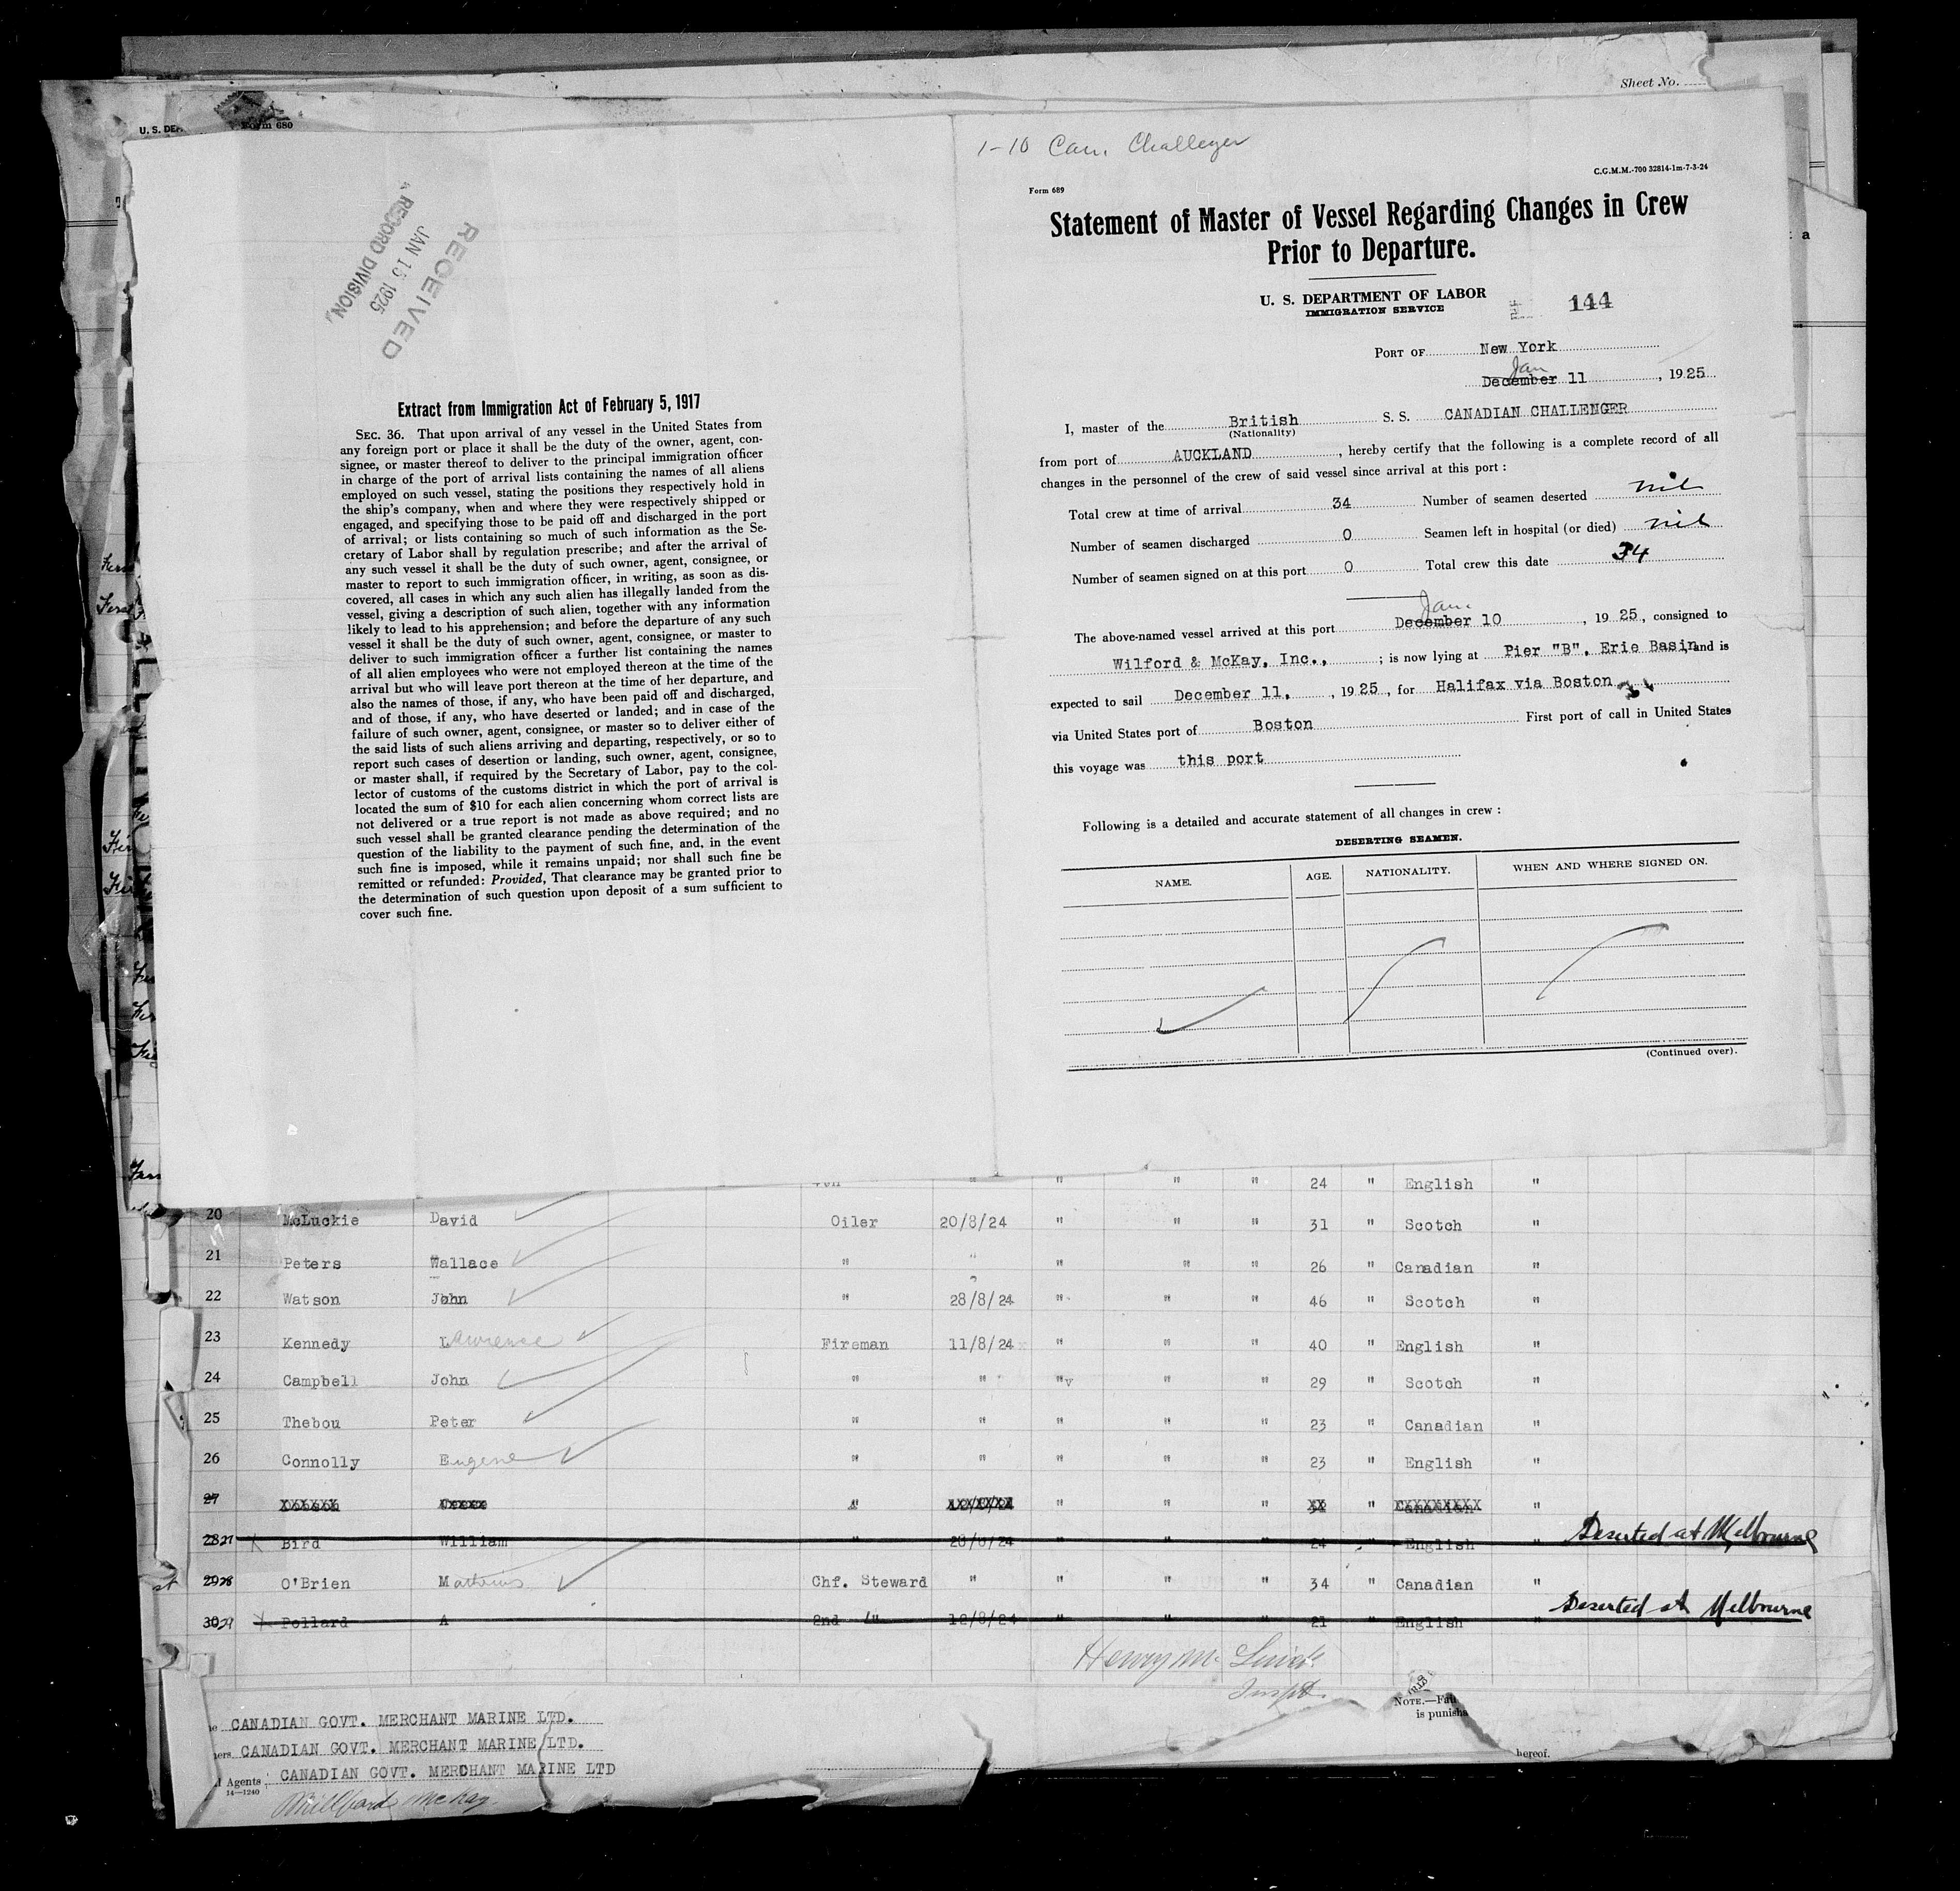 Sheet No.
U. S. DEP
Form 680
1-10 Can. Challeger
C.G.M.M.-700 32814-1m-7-3-24
Form 689
Statement of Master of Vessel Regarding Changes in Crew
Prior to Departure.
U. S. DEPARTMENT OF LABOR
IMMIGRATION SERVICE
144
PORT OF New York
Jan
December 11, 1925
I, master of the British S. S. CANADIAN CHALLENGER
(Nationality)
from port of AUCKLAND, hereby certify that the following is a complete record of all
changes in the personnel of the crew of said vessel since arrival at this port:
Total crew at time of arrival 34 Number of seamen deserted nil
Number of seamen discharged 0 Seamen left in hospital (or died) nil
Number of seamen signed on at this port 0 Total crew this date 34
Jan.
The above-named vessel arrived at this port December 10, 19 25, consigned to
Wilford & McKay, Inc., ; is now lying at Pier "B", Erie Basin, and is
expected to sail December 11, , 19 25, for Halifax via Boston
via United States port of Boston First port of call in United States
this voyage was this port
Following is a detailed and accurate statement of all changes in crew:
DESERTING SEAMEN.
NAME. AGE. NATIONALITY. WHEN AND WHERE SIGNED ON.
(Continued over).
RECEIVED
JAN 15 1925
RECORD DIVISION,
Extract from Immigration Act of February 5, 1917
SEC. 36. That upon arrival of any vessel in the United States from
any foreign port or place it shall be the duty of the owner, agent, con-
signee, or master thereof to deliver to the principal immigration officer
in charge of the port of arrival lists containing the names of all aliens
employed on such vessel, stating the positions they respectively hold in
the ship's company, when and where they were respectively shipped or
engaged, and specifying those to be paid off and discharged in the port
of arrival; or lists containing so much of such information as the Se-
cretary of Labor shall by regulation prescribe; and after the arrival of
any such vessel it shall be the duty of such owner, agent, consignee, or
master to report to such immigration officer, in writing, as soon as dis-
covered, all cases in which any such alien has illegally landed from the
vessel, giving a description of such alien, together with any information
likely to lead to his apprehension; and before the departure of any such
vessel it shall be the duty of such owner, agent, consignee, or master to
deliver to such immigration officer a further list containing the names
of all alien employees who were not employed thereon at the time of the
arrival but who will leave port thereon at the time of her departure, and
also the names of those, if any, who have been paid off and discharged,
and of those, if any, who have deserted or landed; and in case of the
failure of such owner, agent, consignee, or master so to deliver either of
the said lists of such aliens arriving and departing, respectively, or so to
report such cases of desertion or landing, such owner, agent, consignee,
or master shall, if required by the Secretary of Labor, pay to the col-
lector of customs of the customs district in which the port of arrival is
located the sum of $10 for each alien concerning whom correct lists are
not delivered or a true report is not made as above required; and no
such vessel shall be granted clearance pending the determination of the
question of the liability to the payment of such fine, and, in the event
such fine is imposed, while it remains unpaid; nor shall such fine be
remitted or refunded: Provided, That clearance may be granted prior to
the determination of such question upon deposit of a sum sufficient to
cover such fine.
" " " " 24 " English "
20 McLuckie David Oiler 20/8/24 " " " 31 " Scotch "
21 Peters Wallace " " " " " 26 " Canadian "
22 Watson John " 28/8/24 " " " 46 " Scotch "
23 Kennedy Lawrence Fireman 11/8/24 " " " 40 " English "
24 Campbell John " " " " " 29 " Scotch "
25 Thebou Peter " " " " " 23 " Canadian "
26 Connolly Eugene " " " " " 23 " English "
27 " " " " Canadian "
28 27 Bird William " 28/8/24 " " " 24 " English " Deserted at Melbourne
29 28 O'Brien Mathews Chf. Steward " " " " 34 " Canadian "
30 29 Pollard A 2nd " 12/8/24 " " " 21 " English " Deserted at Melbourne
Henry M.
Inspt.
NOTE.—Fail
is punisha
hereof.
CANADIAN GOVT. MERCHANT MARINE LTD.
ners CANADIAN GOVT. MERCHANT MARINE LTD.
l Agents CANADIAN GOVT. MERCHANT MARINE LTD
14—1240
McKay.